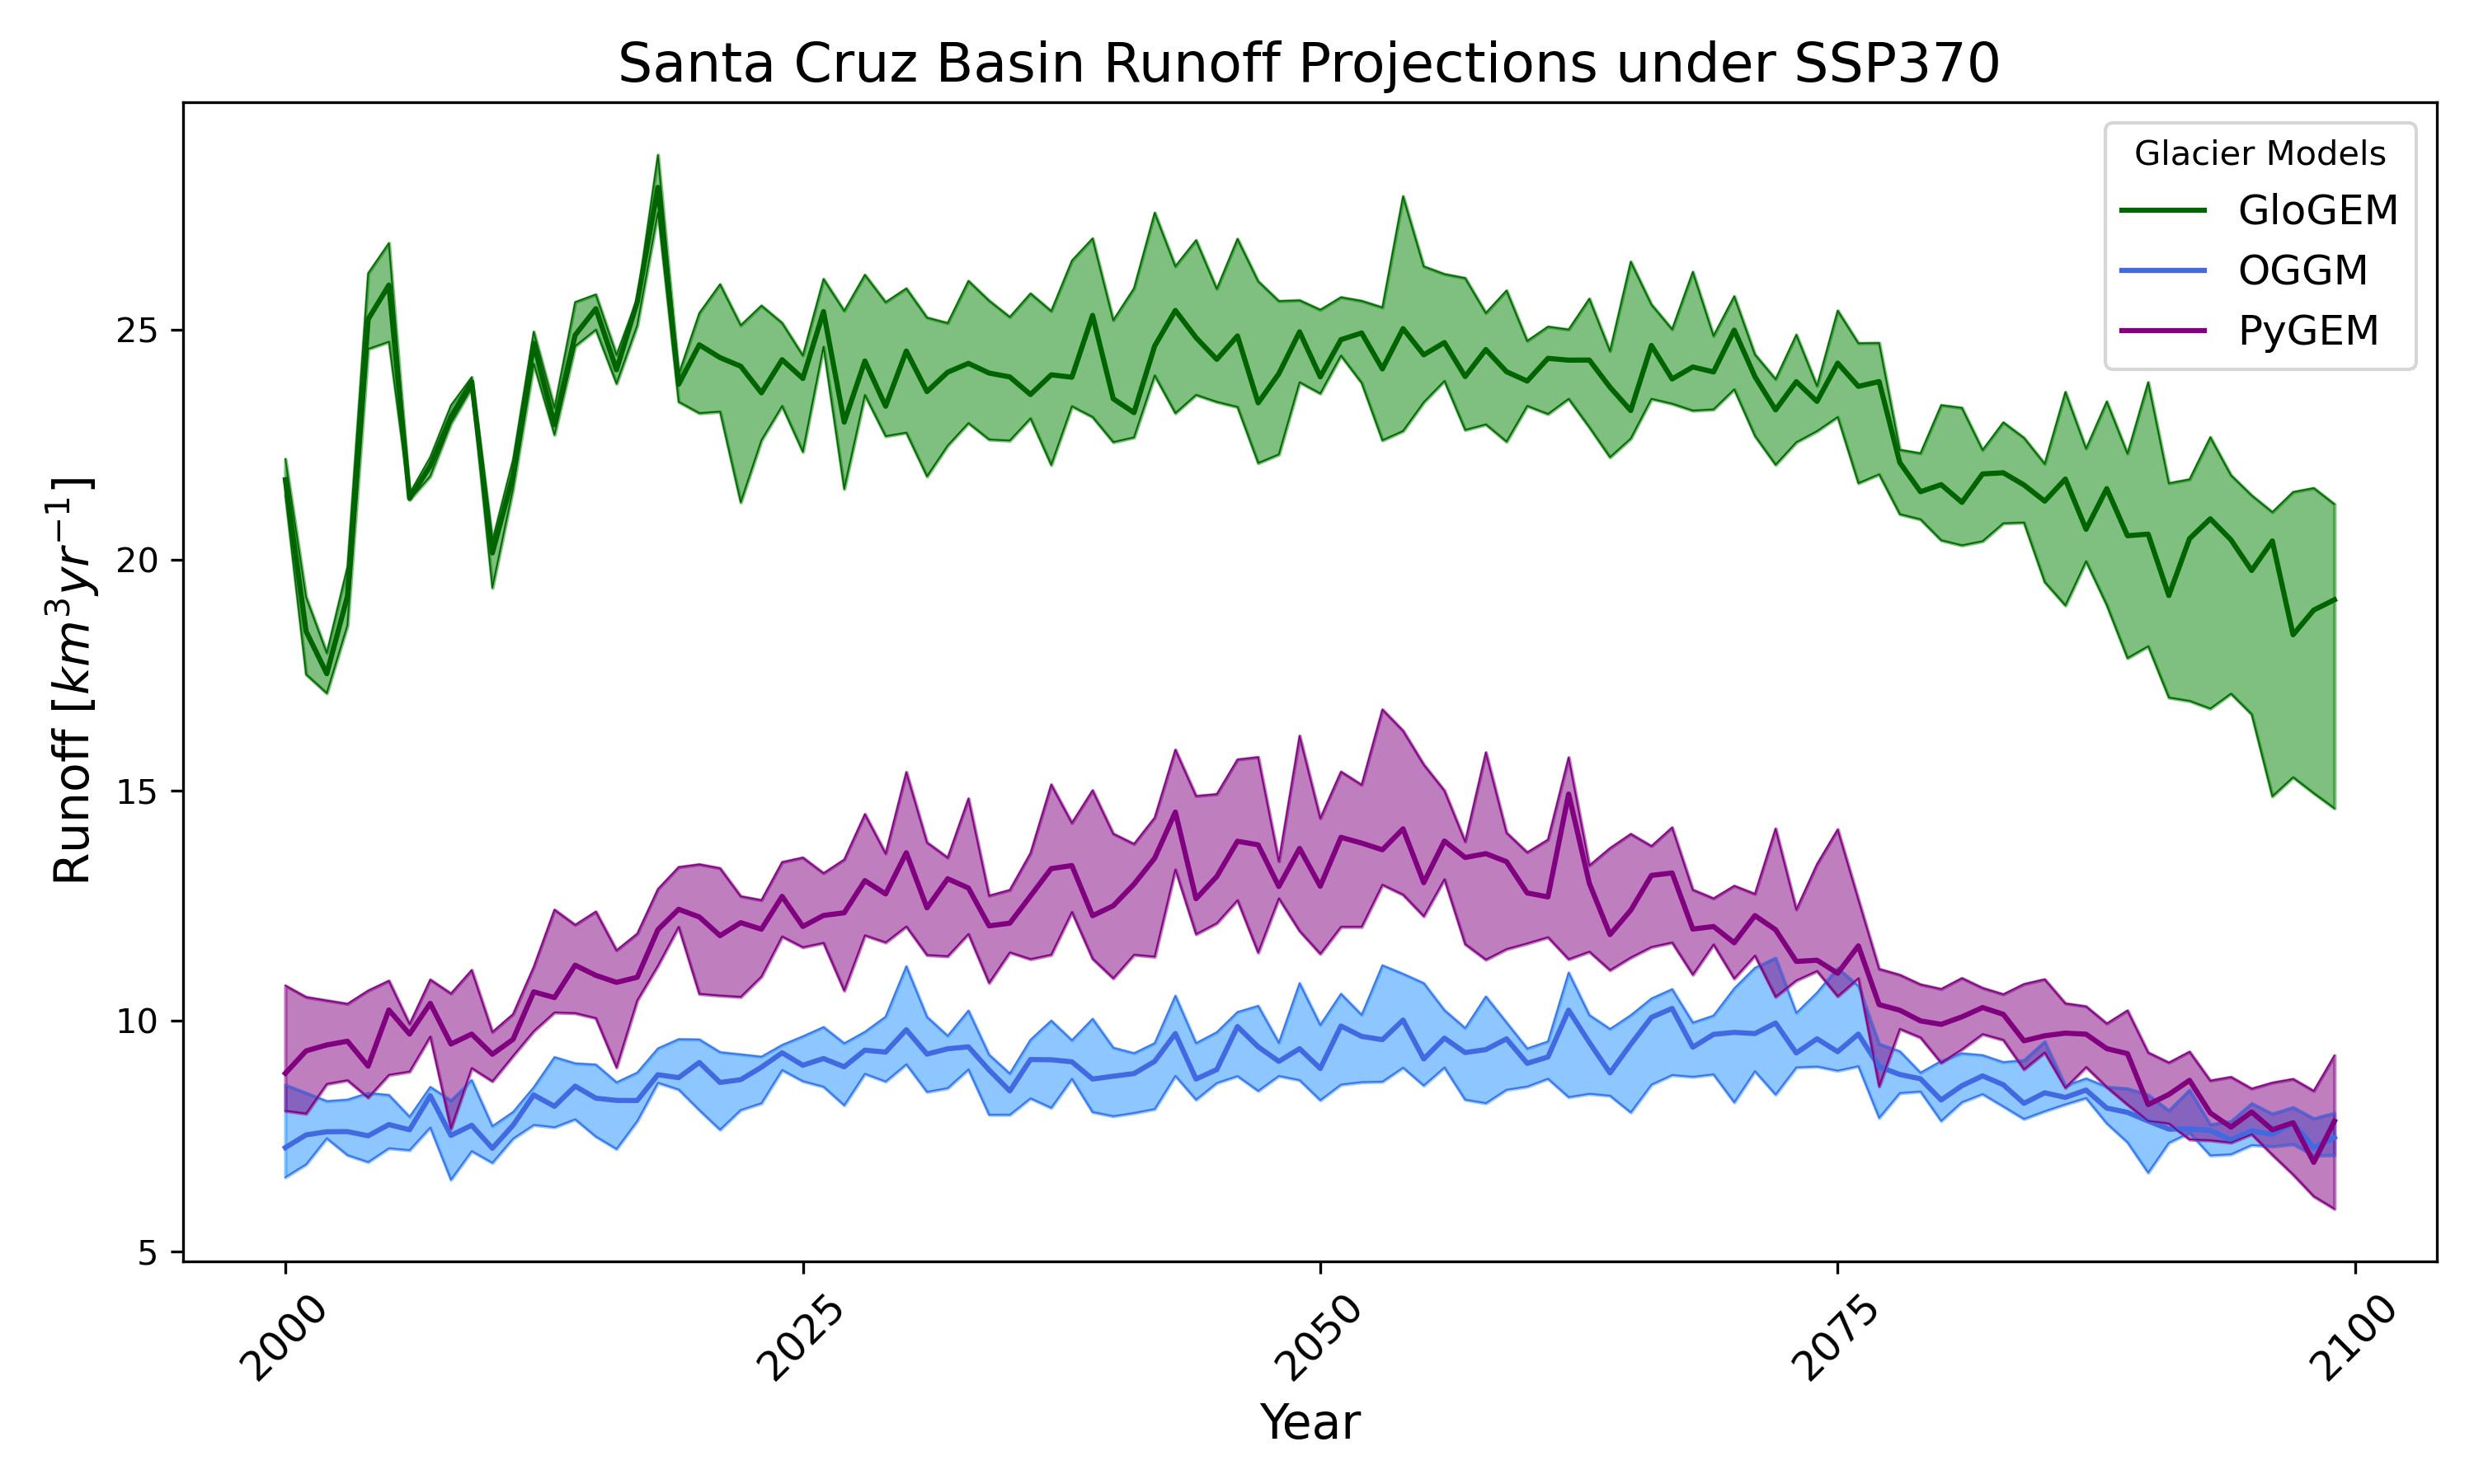 Santa Cruz Basin Runoff Projections under SSP370
Glacier Models
GloGEM
OGGM
PyGEM
Runoff [km³yr⁻¹]
25
20
15
10
5
2000
2025
2050
2075
2100
Year